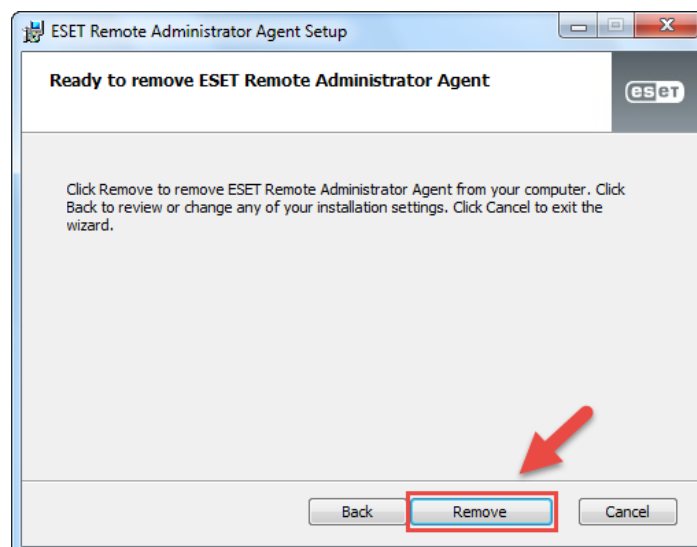 ESET Remote Administrator Agent Setup
Ready to remove ESET Remote Administrator Agent
eset
Click Remove to remove ESET Remote Administrator Agent from your computer. Click
Back to review or change any of your installation settings. Click Cancel to exit the
wizard.
Back
Remove
Cancel